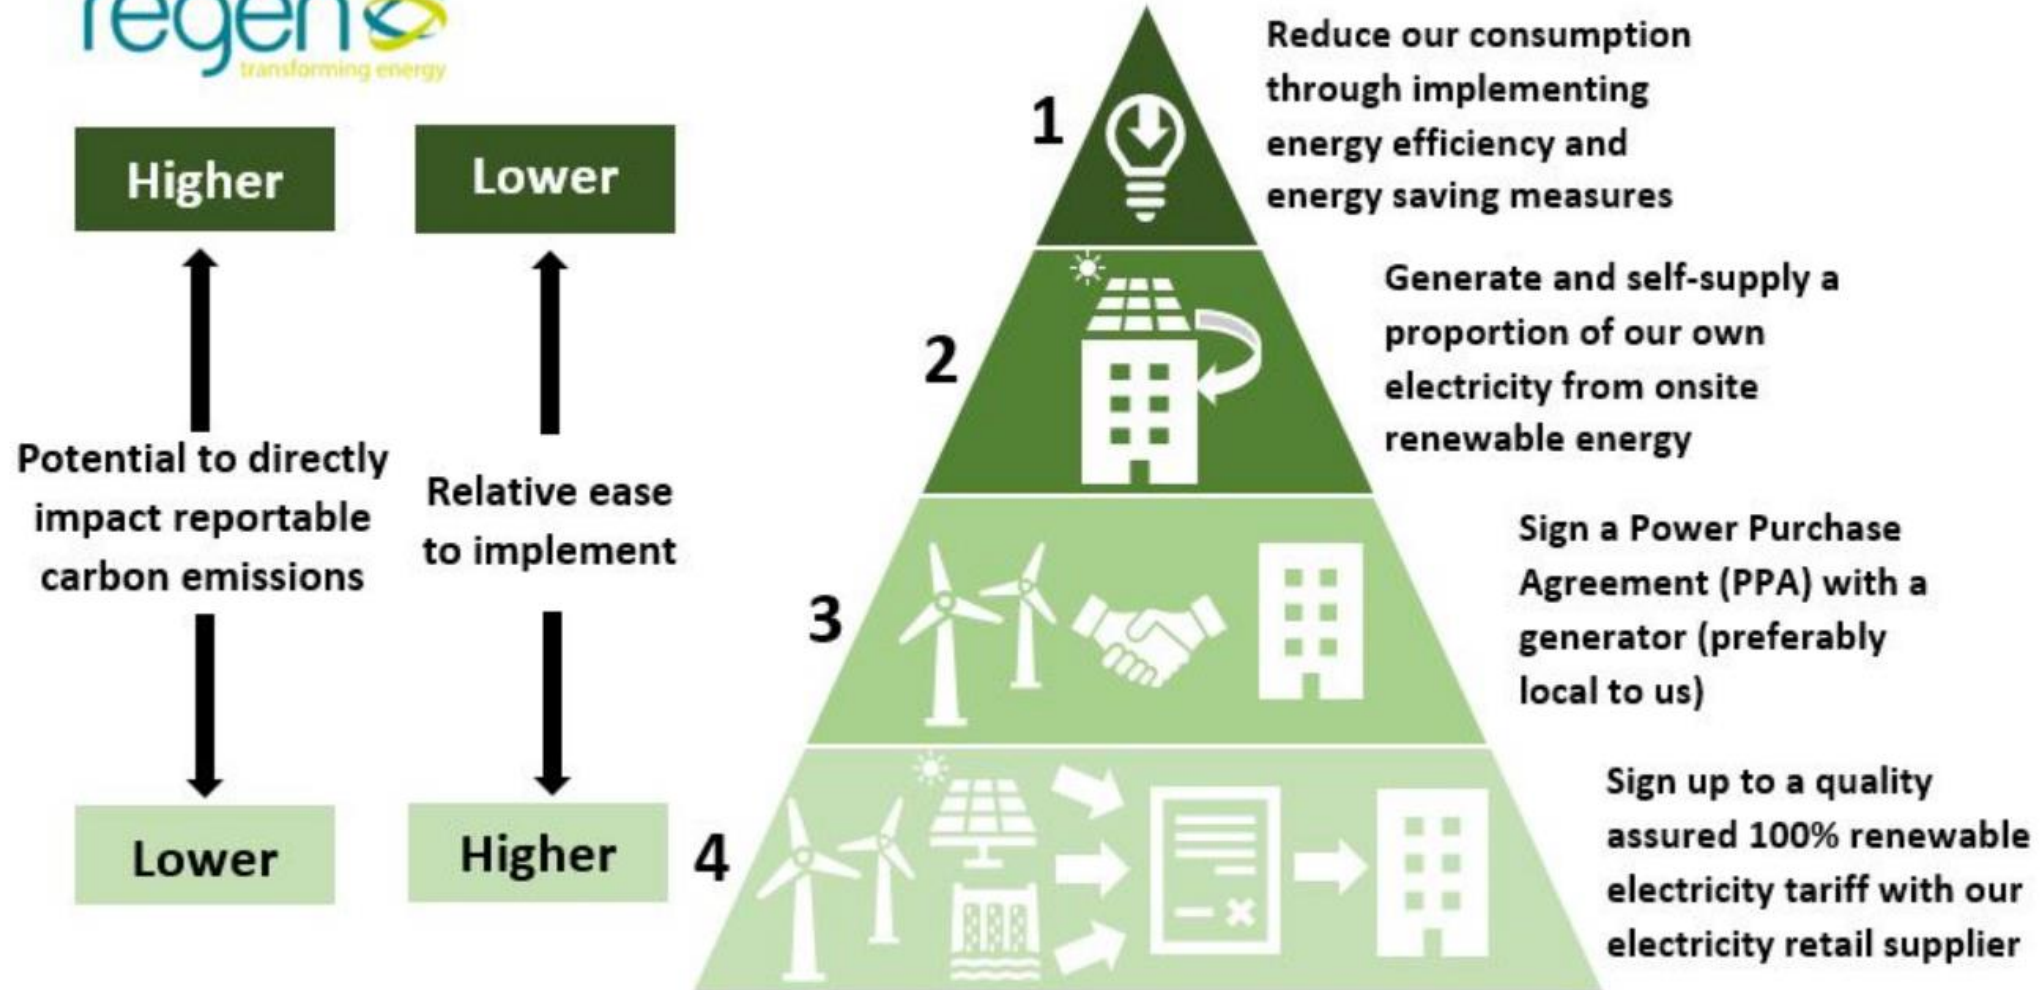 regen
transforming energy
Higher
Lower
Potential to directly
impact reportable
carbon emissions
Relative ease
to implement
Lower
Higher
1
Reduce our consumption
through implementing
energy efficiency and
energy saving measures
2
Generate and self-supply a
proportion of our own
electricity from onsite
renewable energy
3
Sign a Power Purchase
Agreement (PPA) with a
generator (preferably
local to us)
4
Sign up to a quality
assured 100% renewable
electricity tariff with our
electricity retail supplier